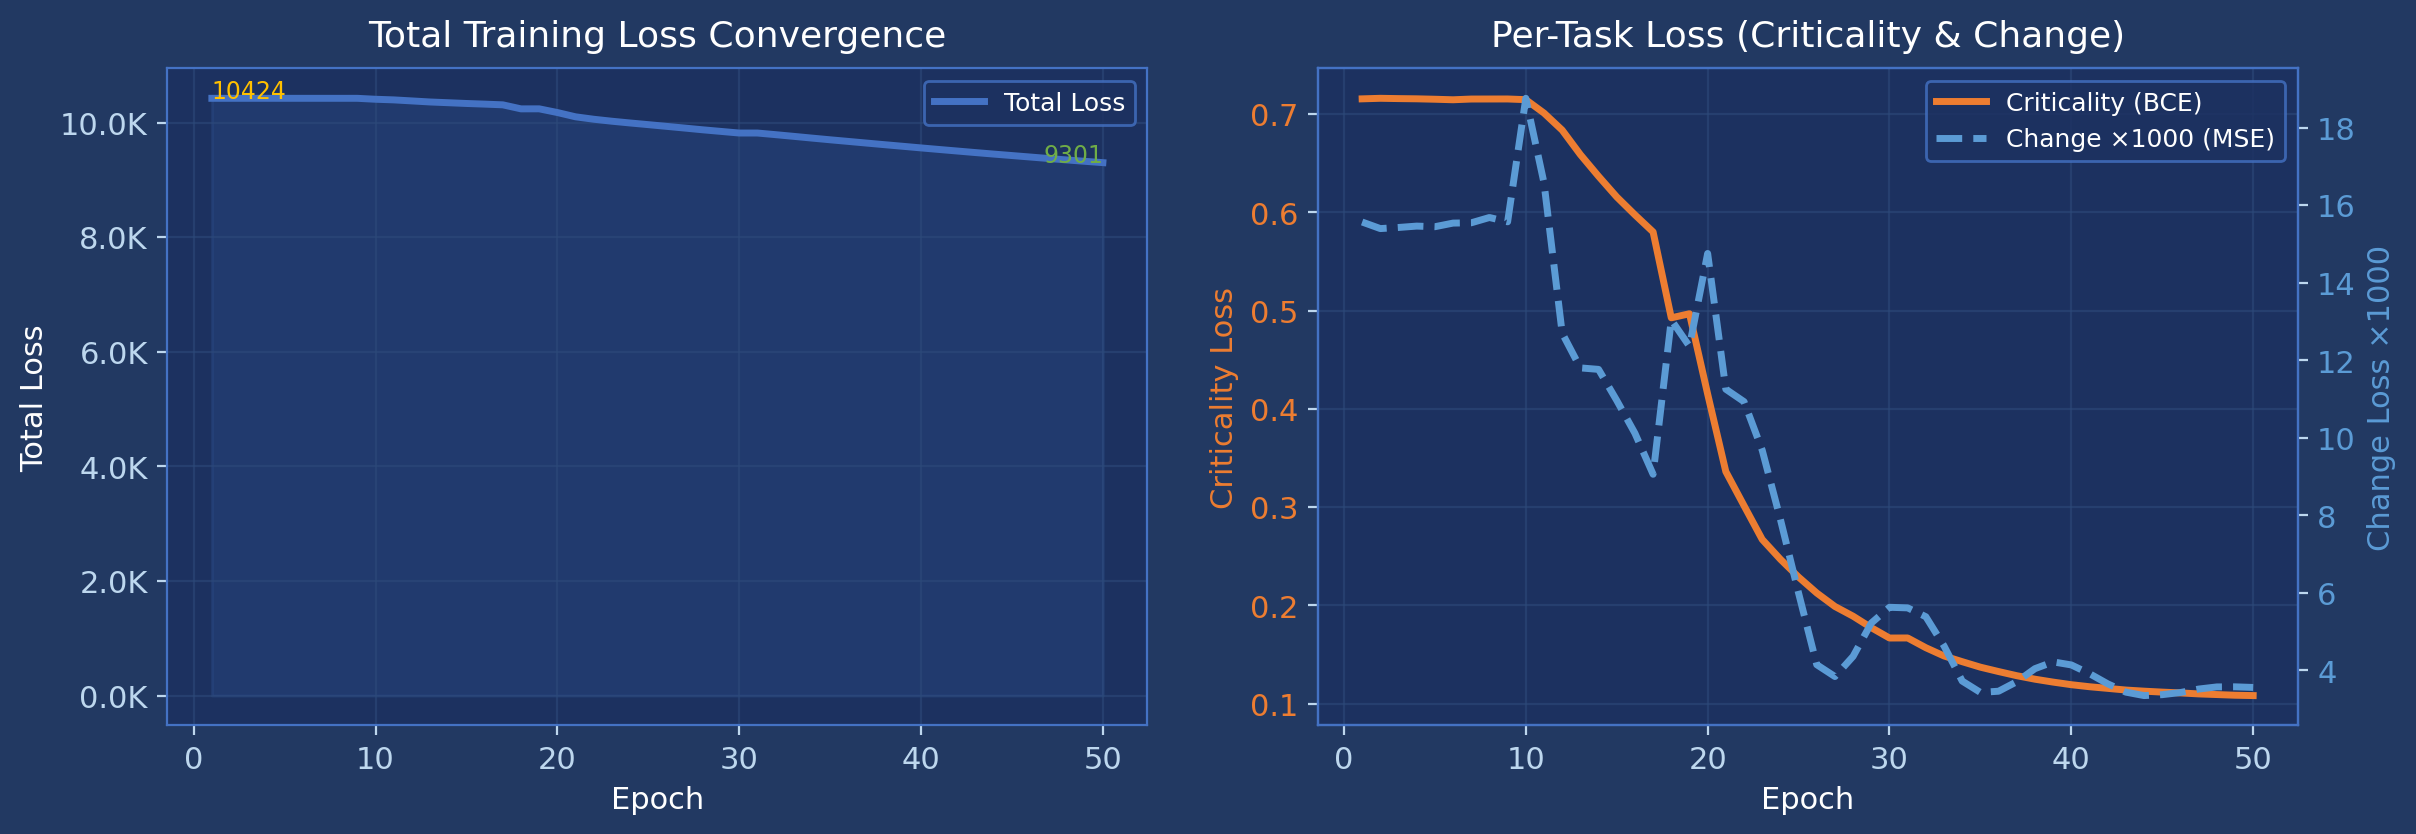 Total Training Loss Convergence
10424
9301
Total Loss
Total Loss
10.0K
8.0K
6.0K
4.0K
2.0K
0.0K
0 10 20 30 40 50
Epoch
Per-Task Loss (Criticality & Change)
Criticality (BCE)
Change ×1000 (MSE)
Criticality Loss
0.7
0.6
0.5
0.4
0.3
0.2
0.1
18
16
14
12
10
8
6
4
Change Loss ×1000
0 10 20 30 40 50
Epoch